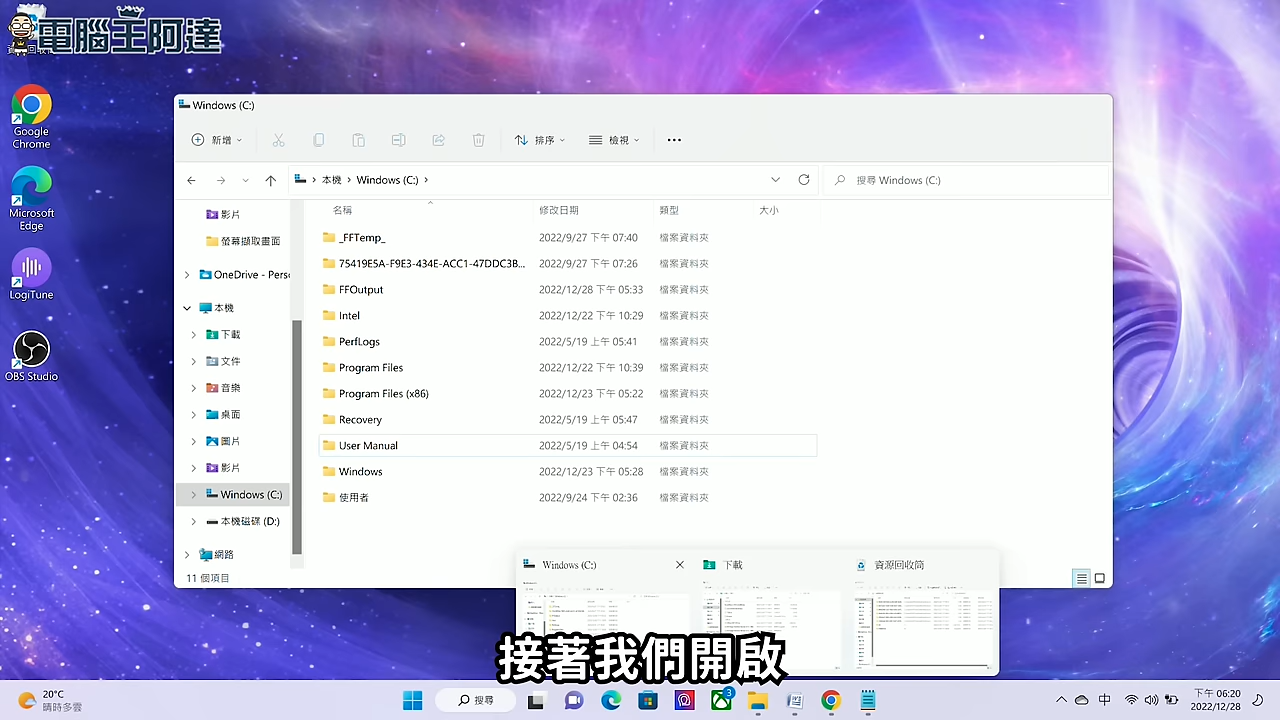 電腦王阿達
Google
Chrome
Microsoft
Edge
LogiTune
OBS Studio
Windows (C:)
新增
排序
檢視
本機
Windows (C:)
搜尋 Windows (C:)
影片
螢幕擷取畫面
OneDrive - Perso
本機
下載
文件
音樂
桌面
圖片
影片
Windows (C:)
本機磁碟 (D:)
網路
11 個項目
名稱 修改日期 類型 大小
_FFTemp_ 2022/9/27 下午 07:40 檔案資料夾
75419E5A-F9E3-434E-ACC1-47DDC3B... 2022/9/27 下午 07:26 檔案資料夾
FFOutput 2022/12/28 下午 05:33 檔案資料夾
Intel 2022/12/22 下午 10:29 檔案資料夾
PerfLogs 2022/5/19 上午 05:41 檔案資料夾
Program Files 2022/12/22 下午 10:39 檔案資料夾
Program Files (x86) 2022/12/23 下午 05:22 檔案資料夾
Recovery 2022/5/19 上午 05:47 檔案資料夾
User Manual 2022/5/19 上午 04:54 檔案資料夾
Windows 2022/12/23 下午 05:28 檔案資料夾
使用者 2022/9/24 下午 02:36 檔案資料夾
Windows (C:)
下載
資源回收筒
接著我們開啟
20°C
晴時多雲
搜尋
3
中
下午 06:20
2022/12/28